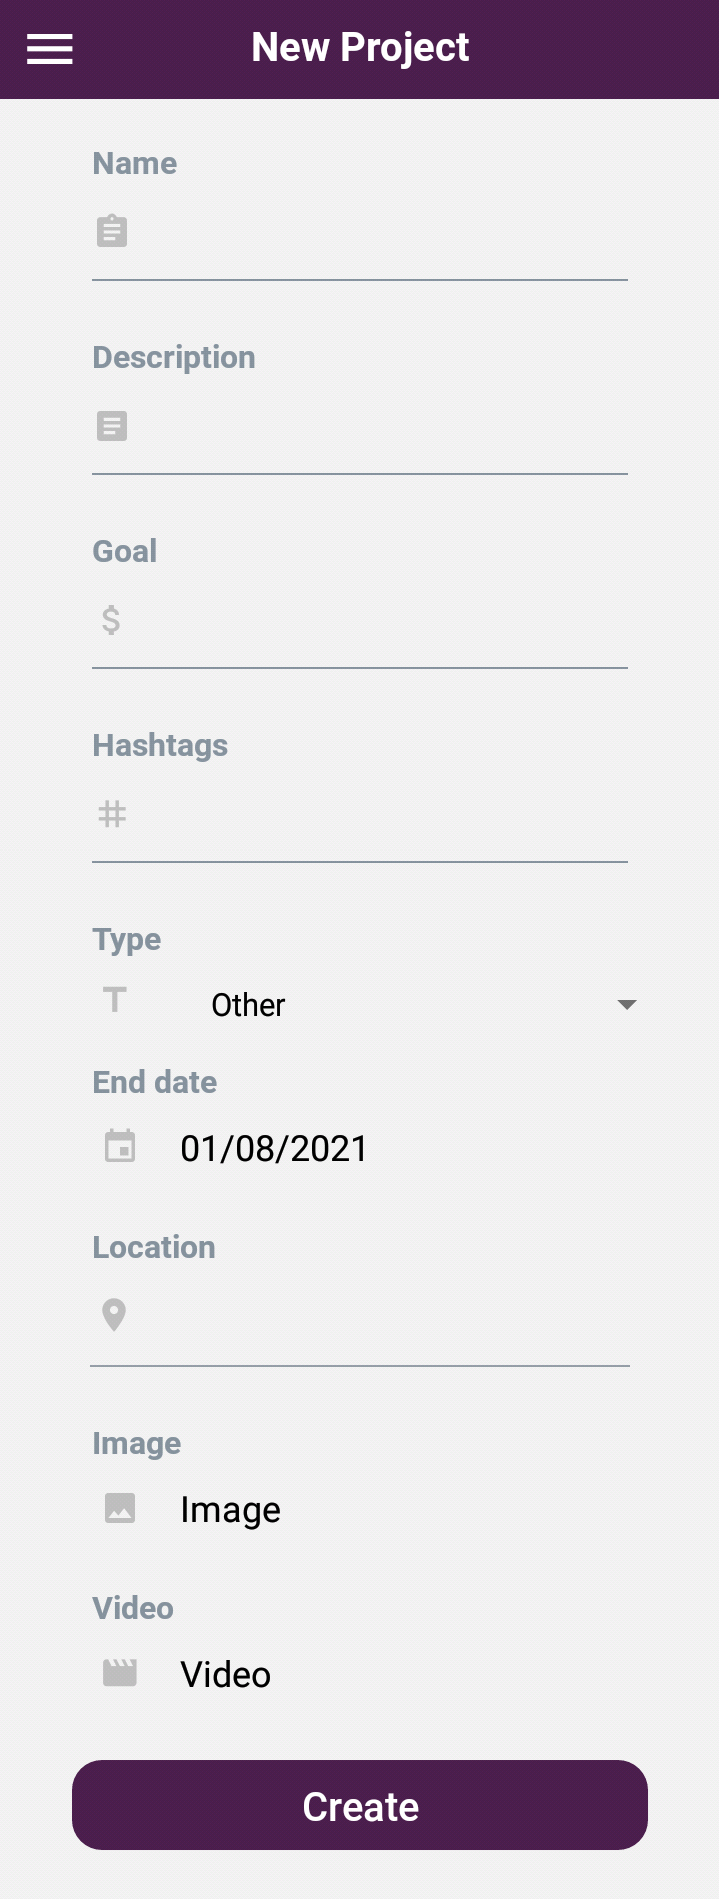 New Project
Name
Description
Goal
$
Hashtags
#
Type
T Other
End date
01/08/2021
Location
Image
Image
Video
Video
Create